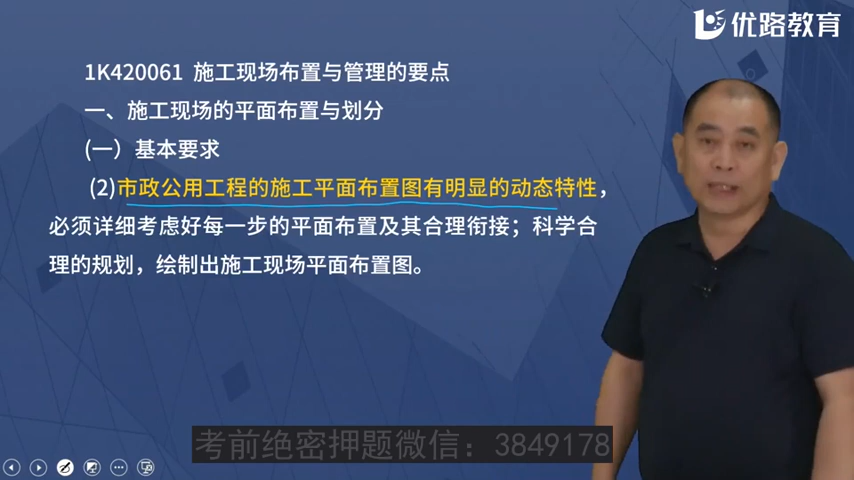 优路教育
1K420061 施工现场布置与管理的要点
一、施工现场的平面布置与划分
(一）基本要求
(2)市政公用工程的施工平面布置图有明显的动态特性，
必须详细考虑好每一步的平面布置及其合理衔接；科学合
理的规划，绘制出施工现场平面布置图。
考前绝密押题微信：3849178